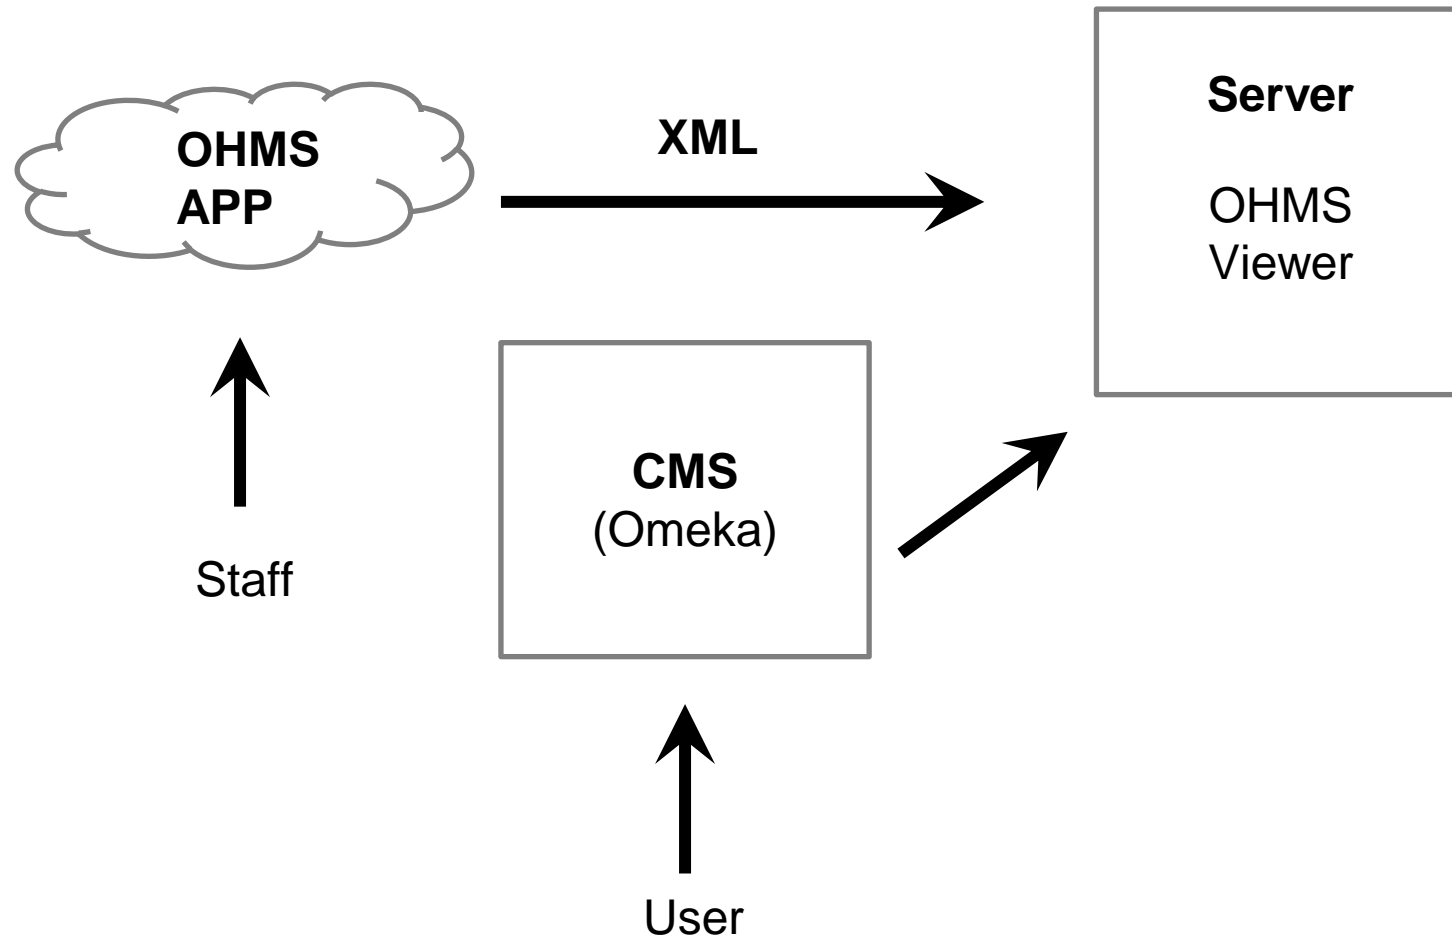 OHMS
APP
XML
Server
OHMS
Viewer
CMS
(Omeka)
Staff
User